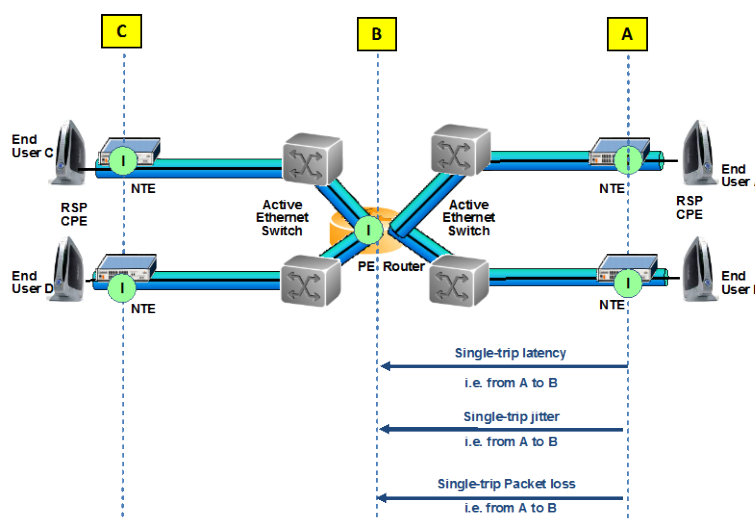 C
B
A
End
User C
I
NTE
RSP
CPE
Active
Ethernet
Switch
I
PE Router
Active
Ethernet
Switch
I
NTE
End
User
RSP
CPE
End
User D
I
NTE
I
NTE
End
User
Single-trip latency
i.e. from A to B
Single-trip jitter
i.e. from A to B
Single-trip Packet loss
i.e. from A to B